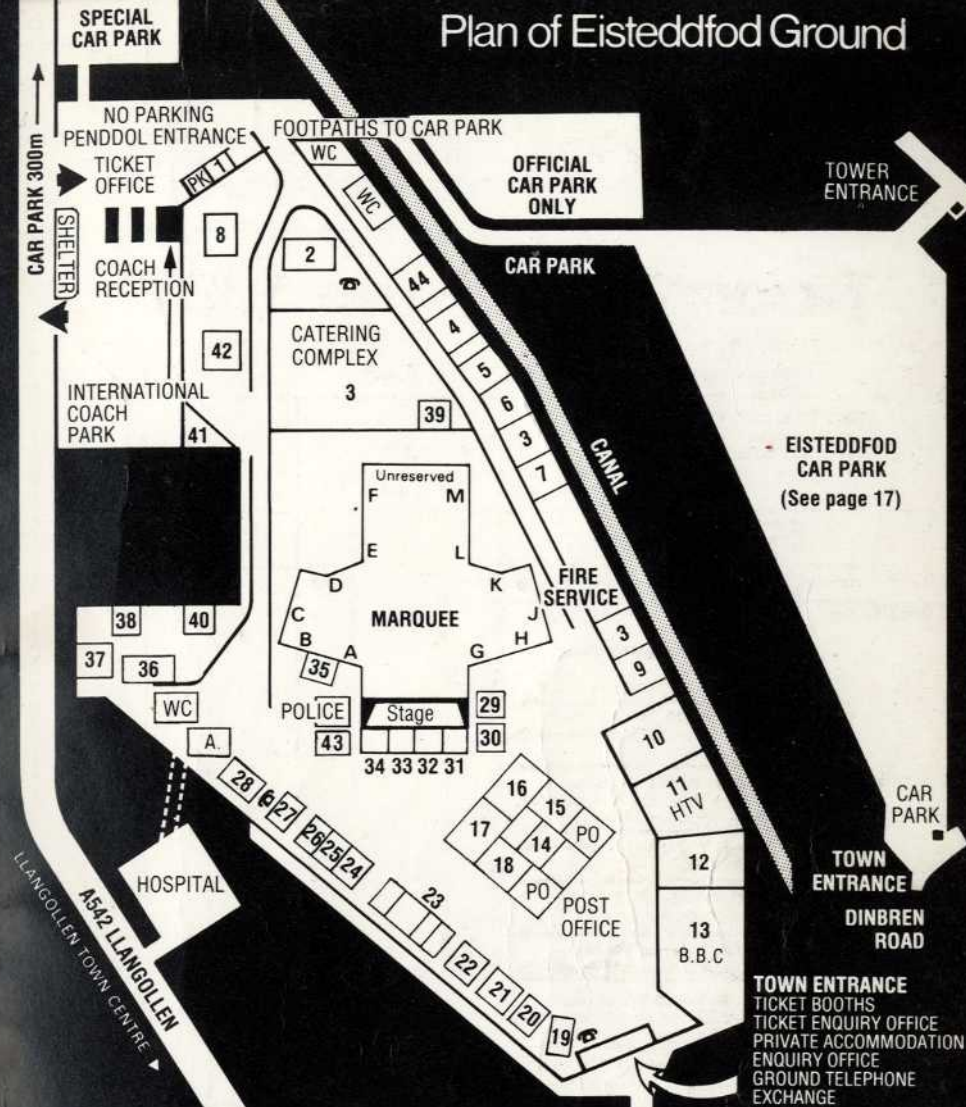 Plan of Eisteddfod Ground
SPECIAL
CAR PARK
CAR PARK 300m
NO PARKING
PENDDOL ENTRANCE
FOOTPATHS TO CAR PARK
TICKET
OFFICE
PK 1T
WC
WC
OFFICIAL
CAR PARK
ONLY
TOWER
ENTRANCE
SHELTER
8
2
COACH
RECEPTION
CAR PARK
44
4
5
6
3
7
42
CATERING
COMPLEX
3
39
INTERNATIONAL
COACH
PARK
41
CANAL
EISTEDDFOD
CAR PARK
(See page 17)
Unreserved
F
M
E
L
D
K
C
J
B
H
A
G
MARQUEE
FIRE
SERVICE
3
9
38
40
37
36
35
WC
POLICE
Stage
29
43
30
34 33 32 31
A.
10
11
HTV
12
13
B.B.C
16
15
PO
17
14
18
PO
POST
OFFICE
28
27
26
25
24
23
22
21
20
19
HOSPITAL
A542 LLANGOLLEN
LLANGOLLEN TOWN CENTRE
CAR
PARK
TOWN
ENTRANCE
DINBREN
ROAD
TOWN ENTRANCE
TICKET BOOTHS
TICKET ENQUIRY OFFICE
PRIVATE ACCOMMODATION
ENQUIRY OFFICE
GROUND TELEPHONE
EXCHANGE